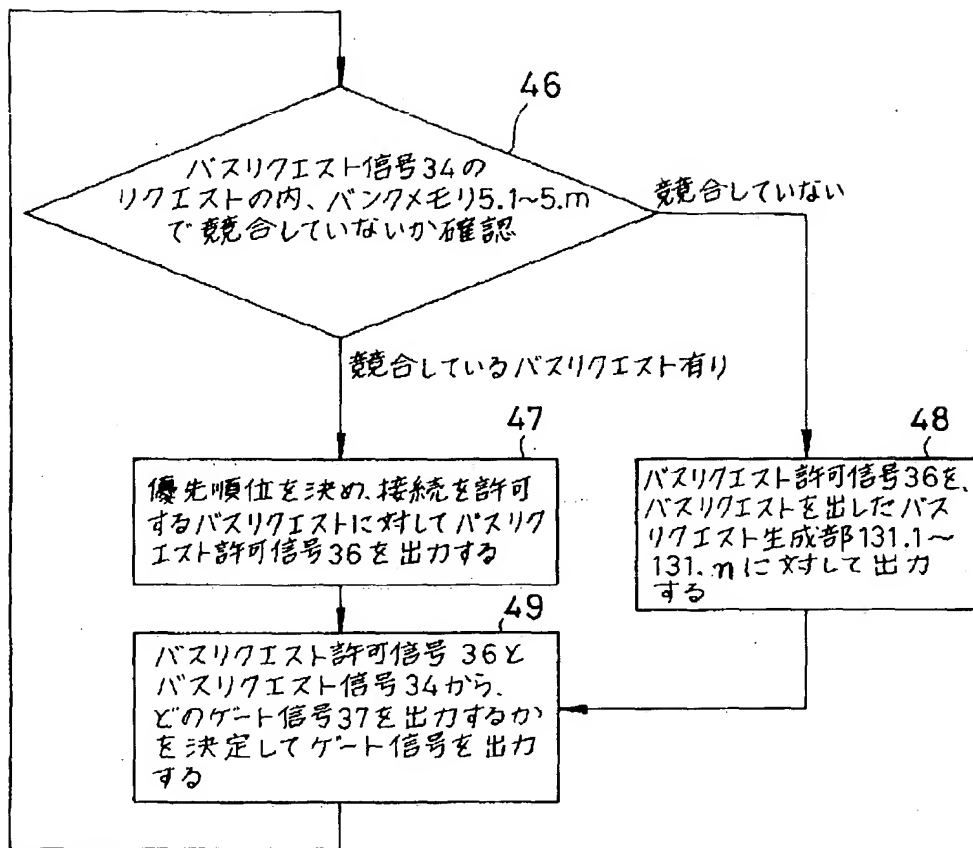 46
バスリクエスト信号34の
リクエストの内、バンクメモリ5.1~5.m
で競合していないか確認
競合していない
競合しているバスリクエスト有り
47
優先順位を決め、接続を許可
するバスリクエストに対してバスリク
エスト許可信号36を出力する
48
バスリクエスト許可信号36を、
バスリクエストを出したバス
リクエスト生成部131.1~
131.nに対して出力
する
49
バスリクエスト許可信号36と
バスリクエスト信号34から、
どのゲート信号37を出力するか
を決定してゲート信号を出力
する